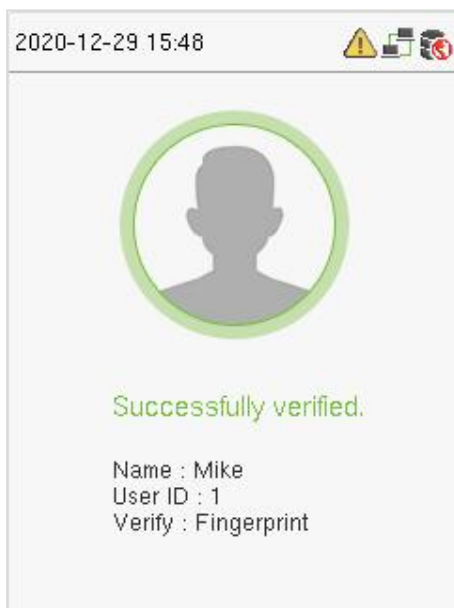 2020-12-29 15:48
Successfully verified.
Name : Mike
User ID : 1
Verify : Fingerprint